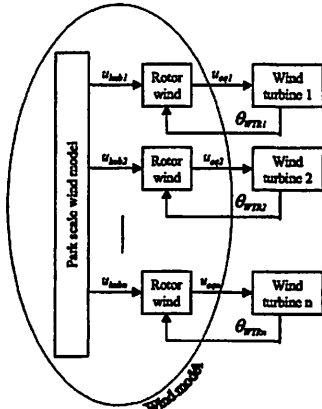 Park scale wind model
u_hub1
Rotor
wind
u_eq1
Wind
turbine 1
θ_WTR1
u_hub2
Rotor
wind
u_eq2
Wind
turbine 2
θ_WTR2
u_hubn
Rotor
wind
u_eqn
Wind
turbine n
θ_WTRn
Wind model